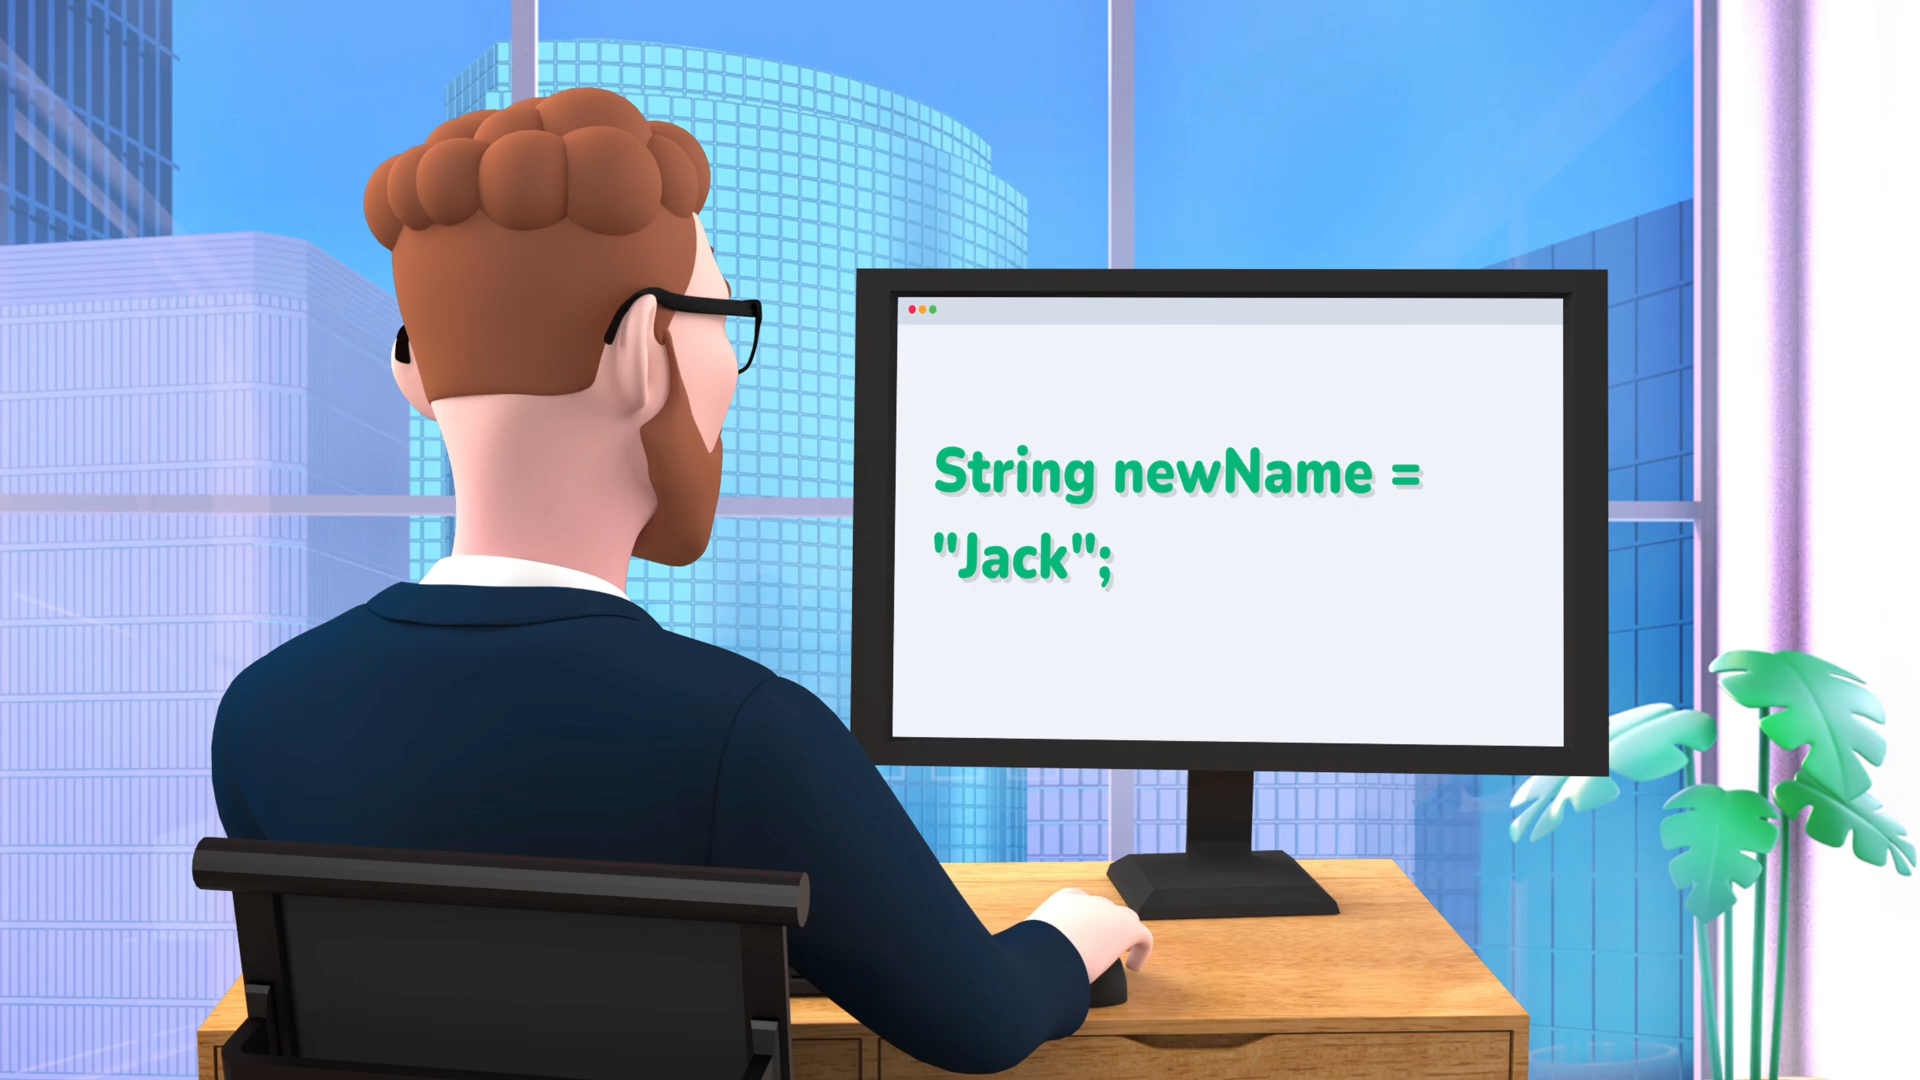 String newName =
"Jack";